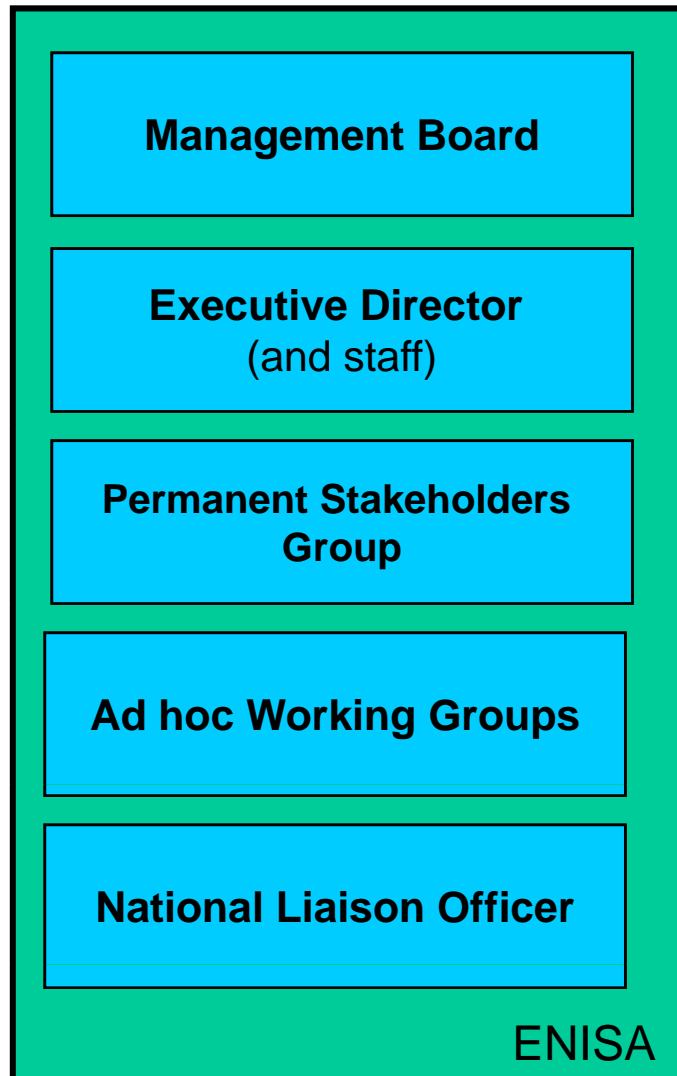 Management Board
Executive Director
(and staff)
Permanent Stakeholders
Group
Ad hoc Working Groups
National Liaison Officer
ENISA